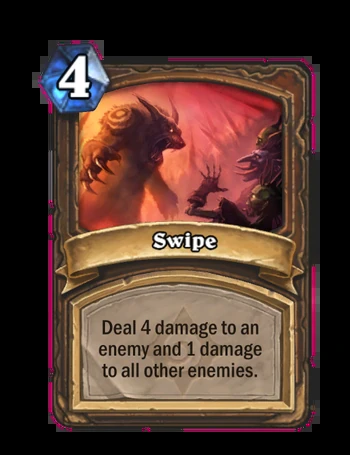 4
Swipe
Deal 4 damage to an
enemy and 1 damage
to all other enemies.